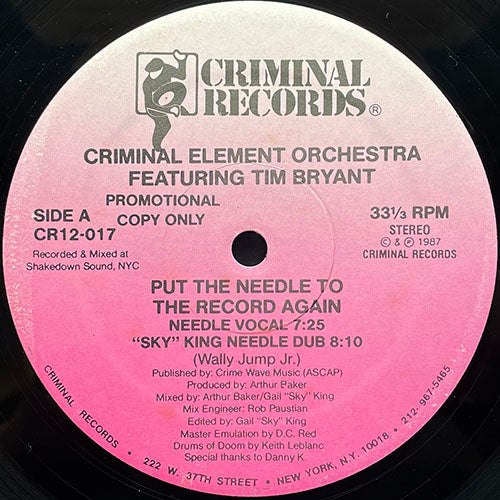 CRIMINAL
RECORDS®
CRIMINAL ELEMENT ORCHESTRA
FEATURING TIM BRYANT
PROMOTIONAL
COPY ONLY
SIDE A
CR12-017
Recorded & Mixed at
Shakedown Sound, NYC
33⅓ RPM
STEREO
© & ℗ 1987
CRIMINAL RECORDS
PUT THE NEEDLE TO
THE RECORD AGAIN
NEEDLE VOCAL 7:25
"SKY" KING NEEDLE DUB 8:10
(Wally Jump Jr.)
Published by: Crime Wave Music (ASCAP)
Produced by: Arthur Paker
Mixed by: Arthur Baker/Gail "Sky" King
Mix Engineer: Rob Paustian
Edited by: Gail "Sky" King
Master Emulation by D.C. Red
Drums of Doom by Keith Leblanc
Special thanks to Danny K.
CRIMINAL RECORDS • 222 W. 37TH STREET • NEW YORK, N.Y. 10018 • 212-967-5465